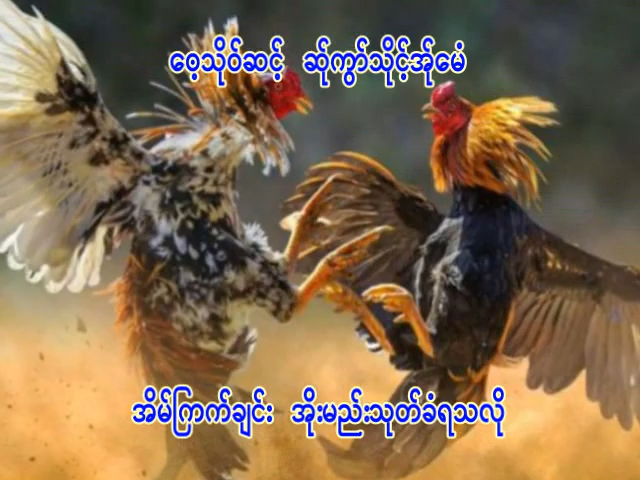 ဝေ့သိုဝ်ဆင့် ဆ်ုကွာ်သိုင့်အ်ုမေံ
အိမ်ကြာက်ချင်း အိုးမည်းသုတ်ခံရသလို